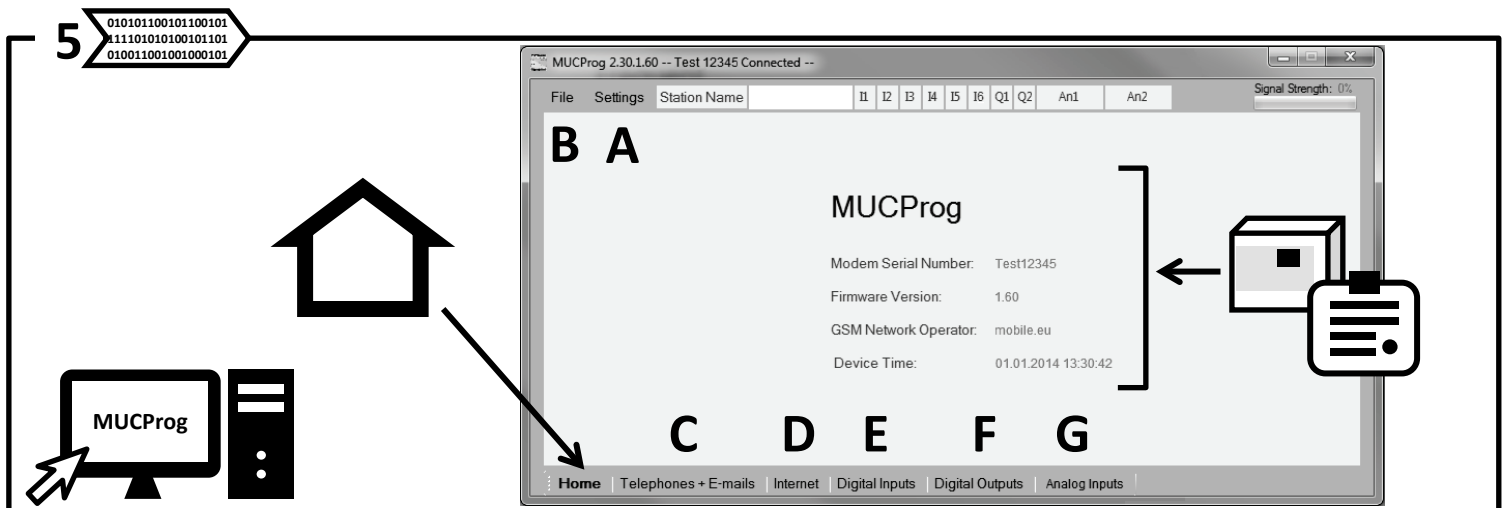 5
010101100101100101
111101010100101101
010011001001000101
MUCProg 2.30.1.60 -- Test 12345 Connected --
File Settings Station Name I1 I2 I3 I4 I5 I6 Q1 Q2 An1 An2 Signal Strength: 0%
B A
MUCProg
Modem Serial Number: Test12345
Firmware Version: 1.60
GSM Network Operator: mobile.eu
Device Time: 01.01.2014 13:30:42
MUCProg
C D E F G
Home Telephones + E-mails Internet Digital Inputs Digital Outputs Analog Inputs